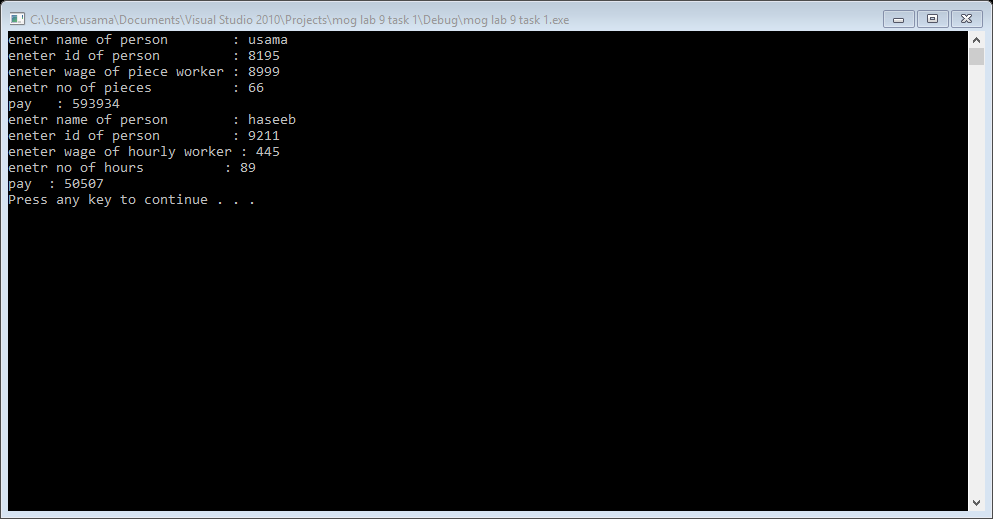 C:\Users\usama\Documents\Visual Studio 2010\Projects\mog lab 9 task 1\Debug\mog lab 9 task 1.exe
enetr name of person        : usama
eneter id of person         : 8195
eneter wage of piece worker : 8999
enetr no of pieces          : 66
pay   : 593934
enetr name of person        : haseeb
eneter id of person         : 9211
eneter wage of hourly worker : 445
enetr no of hours          : 89
pay  : 50507
Press any key to continue . . .